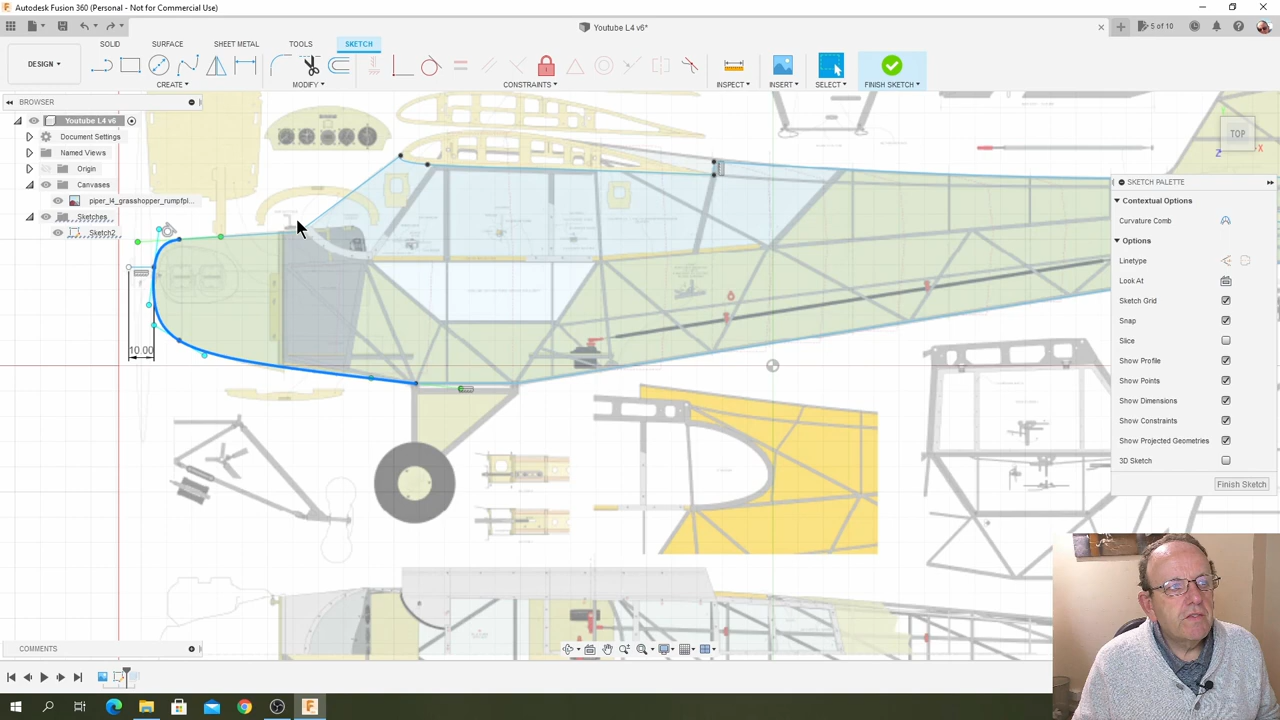 Autodesk Fusion 360 (Personal - Not for Commercial Use)
Youtube L4 v6*
5 of 10
SOLID
SURFACE
SHEET METAL
TOOLS
SKETCH
DESIGN
CREATE
MODIFY
CONSTRAINTS
INSPECT
INSERT
SELECT
FINISH SKETCH
BROWSER
Youtube L4 v6
Document Settings
Named Views
Origin
Canvases
piper_l4_grasshopper_rumpfpl...
Sketches
Sketch2
10.00
TOP
Z
X
SKETCH PALETTE
Contextual Options
Curvature Comb
Options
Linetype
Look At
Sketch Grid
Snap
Slice
Show Profile
Show Points
Show Dimensions
Show Constraints
Show Projected Geometries
3D Sketch
Finish Sketch
COMMENTS